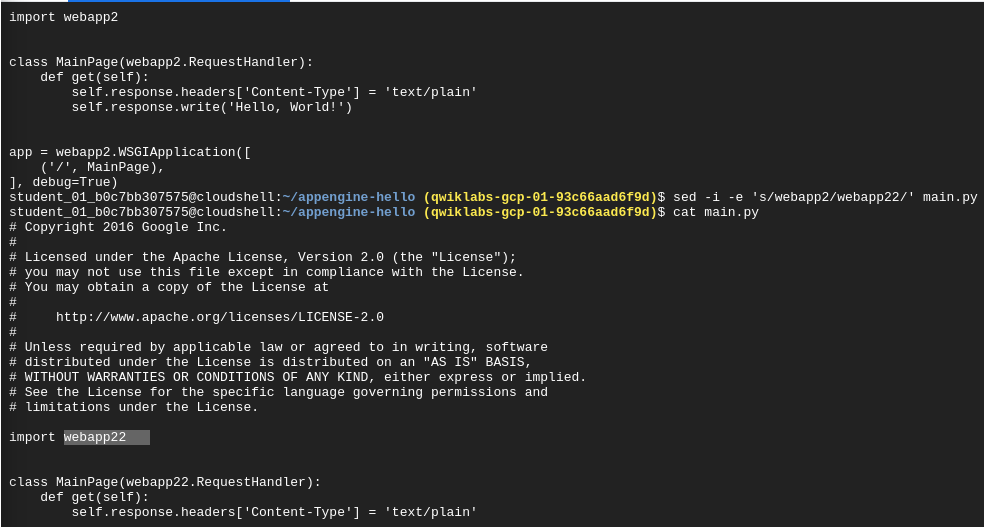 import webapp2
class MainPage(webapp2.RequestHandler):
    def get(self):
        self.response.headers['Content-Type'] = 'text/plain'
        self.response.write('Hello, World!')
app = webapp2.WSGIApplication([
    ('/', MainPage),
], debug=True)
student_01_b0c7bb307575@cloudshell:~/appengine-hello (qwiklabs-gcp-01-93c66aad6f9d)$ sed -i -e 's/webapp2/webapp22/' main.py
student_01_b0c7bb307575@cloudshell:~/appengine-hello (qwiklabs-gcp-01-93c66aad6f9d)$ cat main.py
# Copyright 2016 Google Inc.
#
# Licensed under the Apache License, Version 2.0 (the "License");
# you may not use this file except in compliance with the License.
# You may obtain a copy of the License at
#
#     http://www.apache.org/licenses/LICENSE-2.0
#
# Unless required by applicable law or agreed to in writing, software
# distributed under the License is distributed on an "AS IS" BASIS,
# WITHOUT WARRANTIES OR CONDITIONS OF ANY KIND, either express or implied.
# See the License for the specific language governing permissions and
# limitations under the License.
import webapp22
class MainPage(webapp22.RequestHandler):
    def get(self):
        self.response.headers['Content-Type'] = 'text/plain'